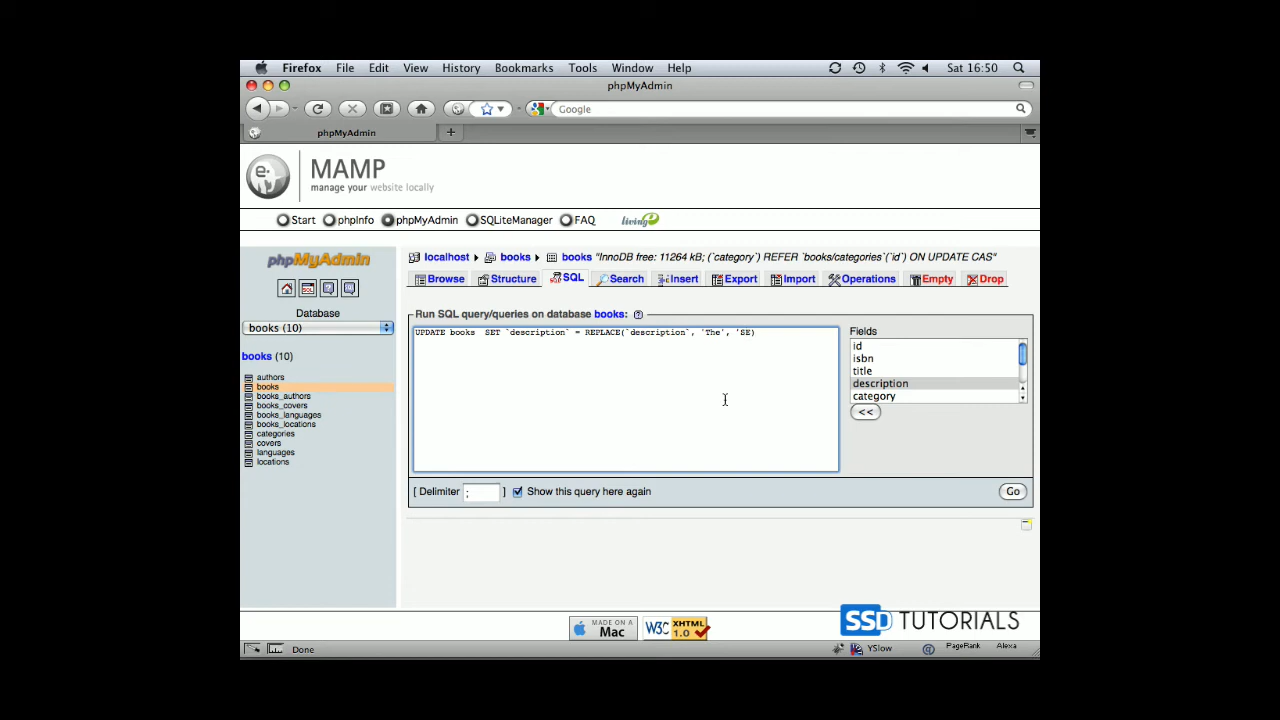 Firefox File Edit View History Bookmarks Tools Window Help Sat 16:50
phpMyAdmin
Google
phpMyAdmin
MAMP
manage your website locally
Start phpInfo phpMyAdmin SQLiteManager FAQ living
phpMyAdmin
Database
books (10)
books (10)
authors
books
books_authors
books_covers
books_languages
books_locations
categories
covers
languages
locations
localhost books books "InnoDB free: 11264 kB; (`category`) REFER `books/categories`(`id`) ON UPDATE CAS"
Browse Structure SQL Search Insert Export Import Operations Empty Drop
Run SQL query/queries on database books:
UPDATE books  SET `description` = REPLACE(`description`, 'The', 'SE)
Fields
id
isbn
title
description
category
<<
[ Delimiter ; ] Show this query here again Go
MADE ON A
Mac
W3C XHTML
1.0
SSD TUTORIALS
Done YSlow PageRank Alexa